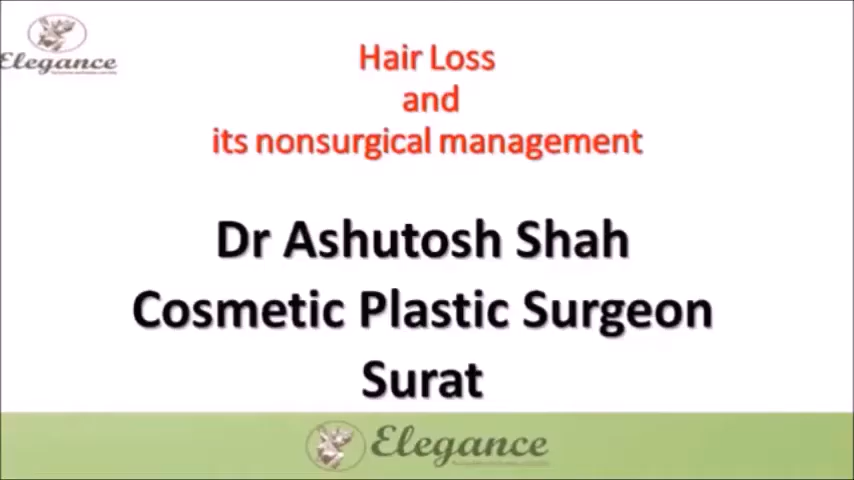 Elegance
Hair Loss
and
its nonsurgical management
Dr Ashutosh Shah
Cosmetic Plastic Surgeon
Surat
Elegance